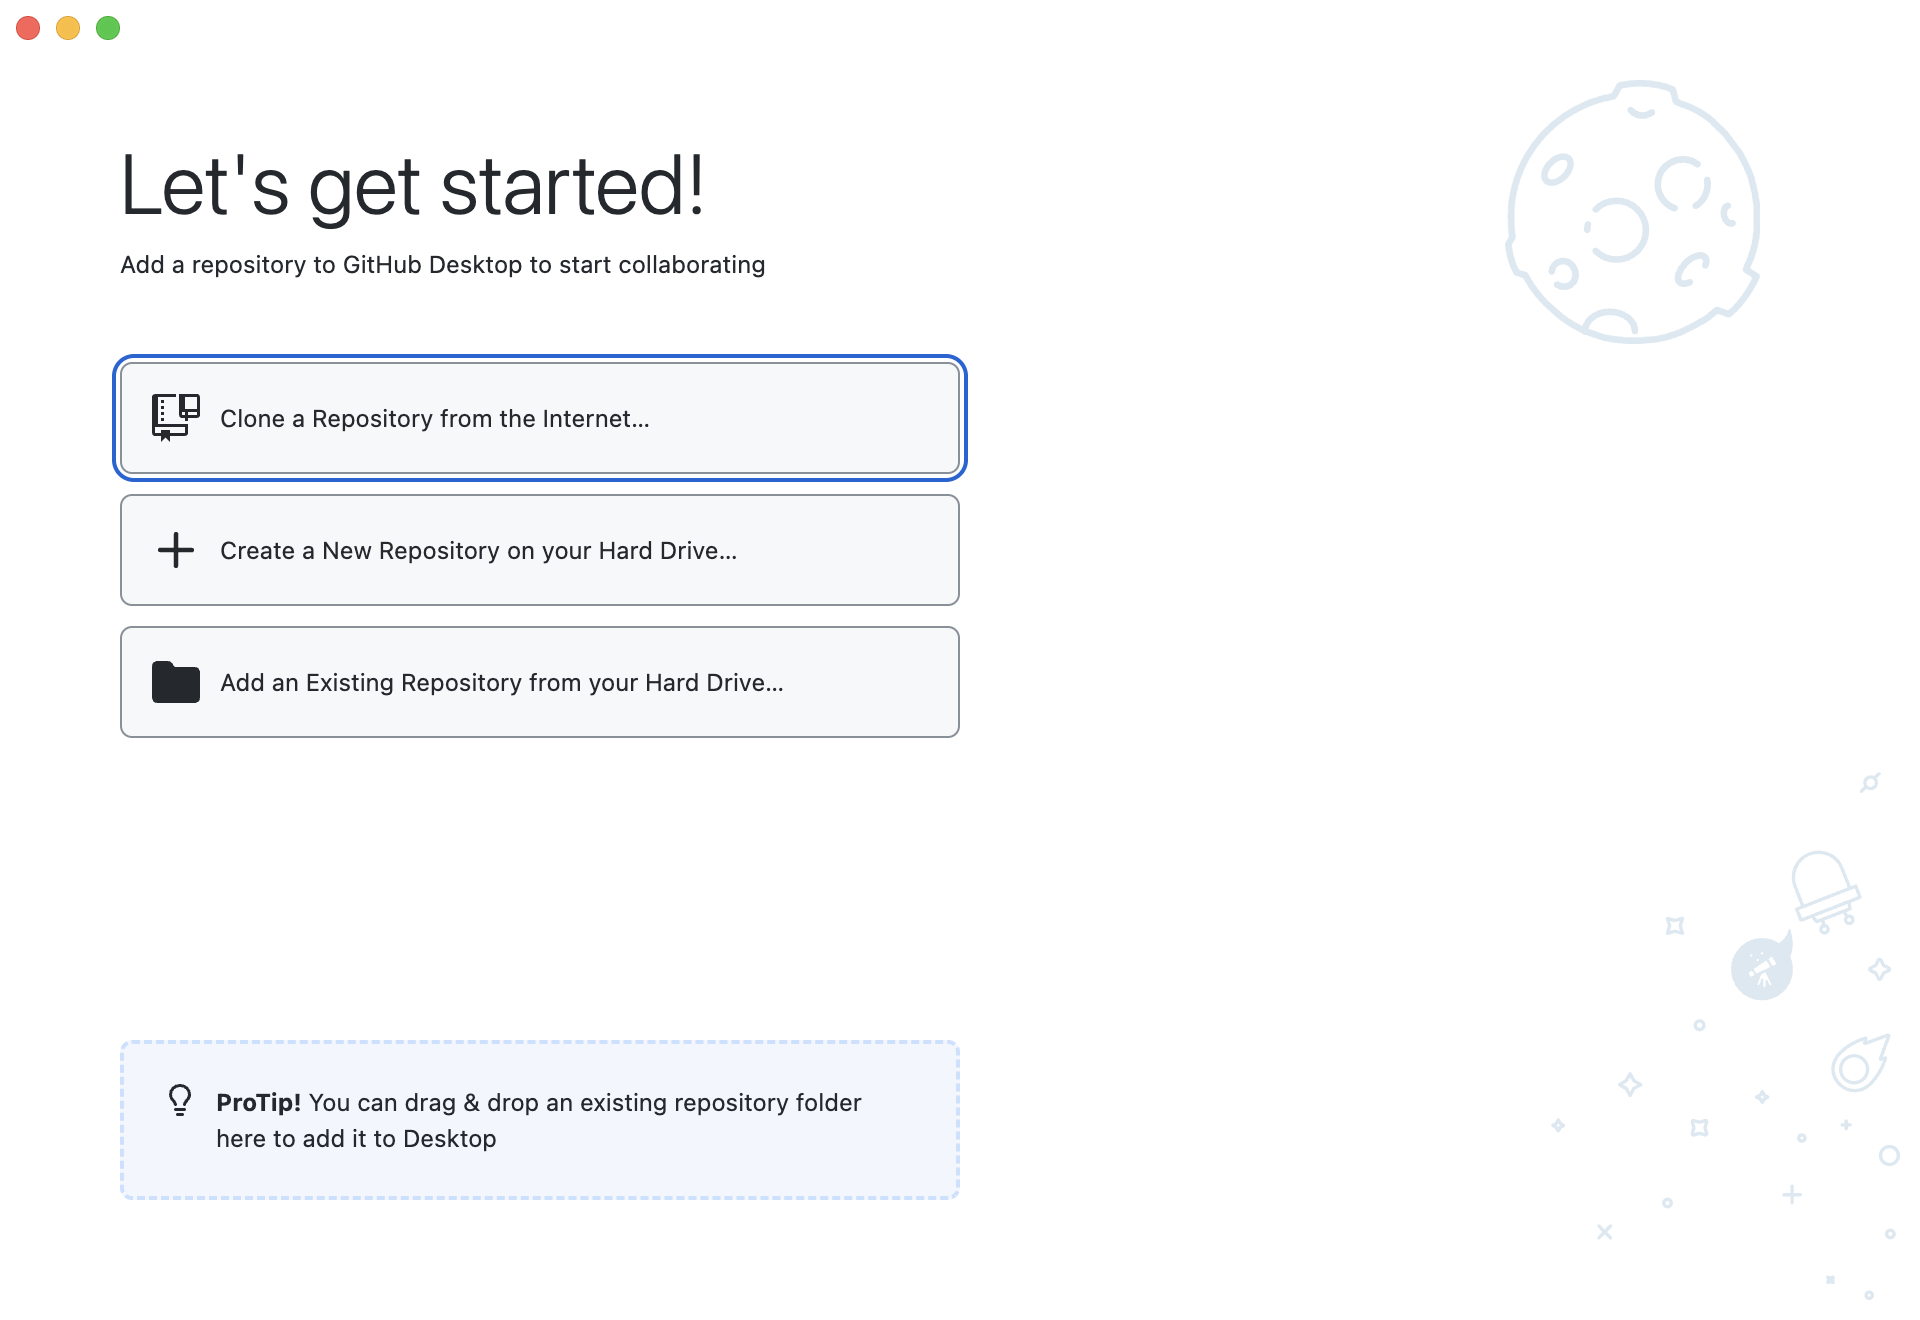 Let's get started!
Add a repository to GitHub Desktop to start collaborating
Clone a Repository from the Internet...
Create a New Repository on your Hard Drive...
Add an Existing Repository from your Hard Drive...
ProTip! You can drag & drop an existing repository folder
here to add it to Desktop